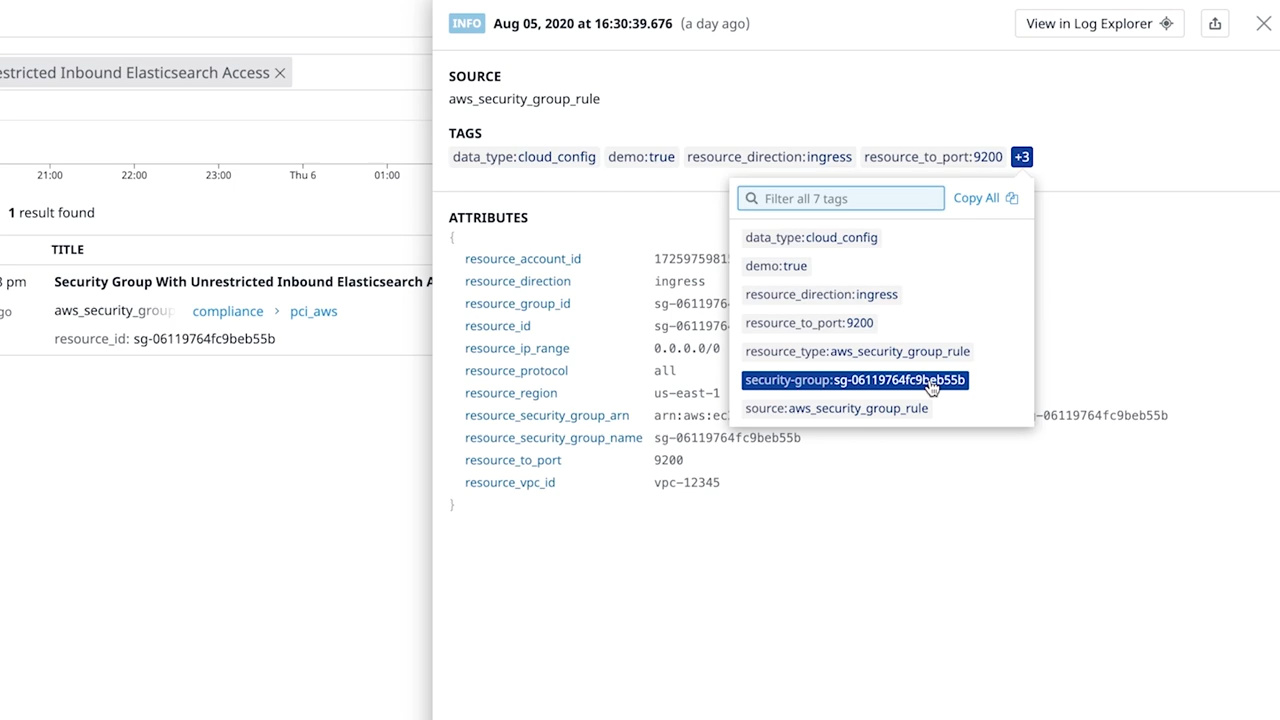 INFO Aug 05, 2020 at 16:30:39.676 (a day ago) View in Log Explorer
SOURCE
aws_security_group_rule
TAGS
data_type:cloud_config demo:true resource_direction:ingress resource_to_port:9200 +3
Filter all 7 tags Copy All
data_type:cloud_config
demo:true
resource_direction:ingress
resource_to_port:9200
resource_type:aws_security_group_rule
security-group:sg-06119764fc9beb55b
source:aws_security_group_rule
ATTRIBUTES
{
resource_account_id 1725975981
resource_direction ingress
resource_group_id sg-0611976
resource_id sg-0611976
resource_ip_range 0.0.0.0/0
resource_protocol all
resource_region us-east-1
resource_security_group_arn arn:aws:ec -06119764fc9beb55b
resource_security_group_name sg-06119764fc9beb55b
resource_to_port 9200
resource_vpc_id vpc-12345
}
Inbound Elasticsearch Access
21:00 22:00 23:00 Thu 6 01:00
1 result found
TITLE
pm Security Group With Unrestricted Inbound Elasticsearch A
aws_security_group compliance > pci_aws
resource_id: sg-06119764fc9beb55b